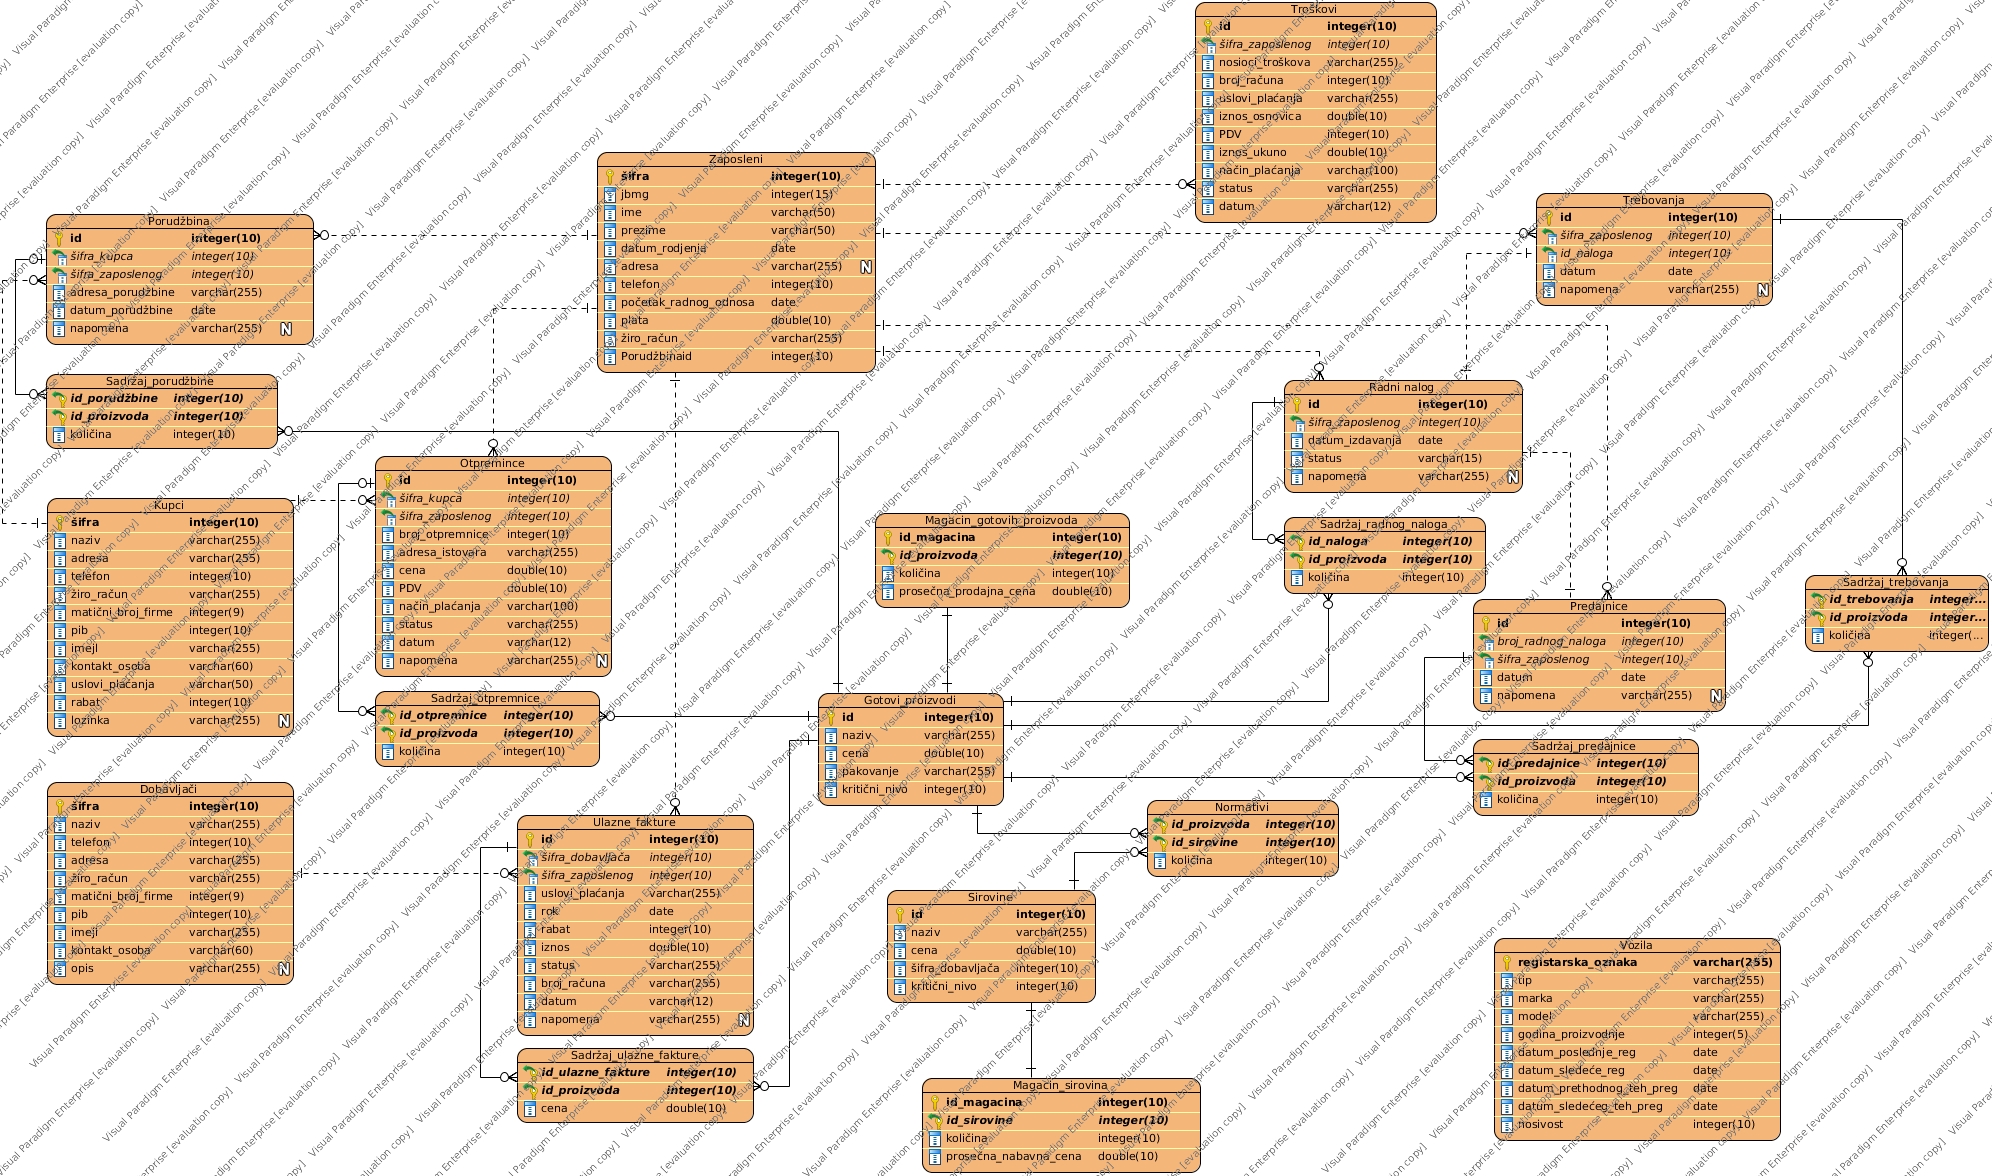 Troškovi
id integer(10)
šifra_zaposlenog integer(10)
nosioci_troškova varchar(255)
broj_računa integer(10)
uslovi_plaćanja varchar(255)
iznos_osnovica double(10)
PDV integer(10)
iznos_ukuno double(10)
način_plaćanja varchar(100)
status varchar(255)
datum varchar(12)
Zaposleni
šifra integer(10)
jbmg integer(15)
ime varchar(50)
prezime varchar(50)
datum_rodjenja date
adresa varchar(255) N
telefon integer(10)
početak_radnog_odnosa date
plata double(10)
žiro_račun varchar(255)
Porudžbinaid integer(10)
Trebovanja
id integer(10)
šifra_zaposlenog integer(10)
id_naloga integer(10)
datum date
napomena varchar(255) N
Porudžbina
id integer(10)
šifra_kupca integer(10)
šifra_zaposlenog integer(10)
adresa_porudžbine varchar(255)
datum_porudžbine date
napomena varchar(255) N
Sadržaj_porudžbine
id_porudžbine integer(10)
id_proizvoda integer(10)
količina integer(10)
Radni nalog
id integer(10)
šifra_zaposlenog integer(10)
datum_izdavanja date
status varchar(15)
napomena varchar(255) N
Otpremince
id integer(10)
šifra_kupca integer(10)
šifra_zaposlenog integer(10)
broj_otpremnice integer(10)
adresa_istovara varchar(255)
cena double(10)
PDV double(10)
način_plaćanja varchar(100)
status varchar(255)
datum varchar(12)
napomena varchar(255) N
Kupci
šifra integer(10)
naziv varchar(255)
adresa varchar(255)
telefon integer(10)
žiro_račun varchar(255)
matični_broj_firme integer(9)
pib integer(10)
imejl varchar(255)
kontakt_osoba varchar(60)
uslovi_plaćanja varchar(50)
rabat integer(10)
lozinka varchar(255) N
Magacin_gotovih_proizvoda
id_magacina integer(10)
id_proizvoda integer(10)
količina integer(10)
prosečna_prodajna_cena double(10)
Sadržaj_radnog_naloga
id_naloga integer(10)
id_proizvoda integer(10)
količina integer(10)
Sadržaj_trebovanja
id_trebovanja integer...
id_proizvoda integer...
količina integer(...
Predajnice
id integer(10)
broj_radnog_naloga integer(10)
šifra_zaposlenog integer(10)
datum date
napomena varchar(255) N
Sadržaj_otpremnice
id_otpremnice integer(10)
id_proizvoda integer(10)
količina integer(10)
Gotovi_proizvodi
id integer(10)
naziv varchar(255)
cena double(10)
pakovanje varchar(255)
kritični_nivo integer(10)
Sadržaj_predajnice
id_predajnice integer(10)
id_proizvoda integer(10)
količina integer(10)
Dobavljači
šifra integer(10)
naziv varchar(255)
telefon integer(10)
adresa varchar(255)
žiro_račun varchar(255)
matični_broj_firme integer(9)
pib integer(10)
imejl varchar(255)
kontakt_osoba varchar(60)
opis varchar(255) N
Normativi
id_proizvoda integer(10)
id_sirovine integer(10)
količina integer(10)
Ulazne_fakture
id integer(10)
šifra_dobavljača integer(10)
šifra_zaposlenog integer(10)
uslovi_plaćanja varchar(255)
rok date
rabat integer(10)
iznos double(10)
status varchar(255)
broj_računa varchar(255)
datum varchar(12)
napomena varchar(255) N
Sirovine
id integer(10)
naziv varchar(255)
cena double(10)
šifra_dobavljača integer(10)
kritični_nivo integer(10)
Vozila
registarska_oznaka varchar(255)
tip varchar(255)
marka varchar(255)
model varchar(255)
godina_proizvodnje integer(5)
datum_poslednje_reg date
datum_sledeće_reg date
datum_prethodnog_teh_preg date
datum_sledećeg_teh_preg date
nosivost integer(10)
Sadržaj_ulazne_fakture
id_ulazne_fakture integer(10)
id_proizvoda integer(10)
cena double(10)
Magacin_sirovina
id_magacina integer(10)
id_sirovine integer(10)
količina integer(10)
prosečna_nabavna_cena double(10)
Visual Paradigm Enterprise [evaluation copy]